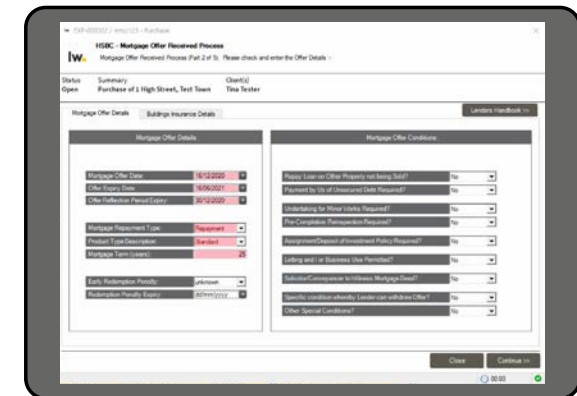 EXP-000302 / emp123 - Purchase
HSBC - Mortgage Offer Received Process
lw.
Mortgage Offer Received Process (Part 2 of 5). Please check and enter the Offer Details -
Status Summary Client(s)
Open Purchase of 1 High Street, Test Town Tina Tester
Lenders Handbook >>
Mortgage Offer Details Buildings Insurance Details
Mortgage Offer Details
Mortgage Offer Date: 16/12/2020
Offer Expiry Date: 16/06/2021
Offer Reflection Period Expiry: 30/12/2020
Mortgage Repayment Type: Repayment
Product Type Description: Standard
Mortgage Term (years): 25
Early Redemption Penalty: unknown
Redemption Penalty Expiry: dd/mm/yyyy
Mortgage Offer Conditions
Repay Loan on Other Property not being Sold? No
Payment by Us of Unsecured Debt Required? No
Undertaking for Minor Works Required? No
Pre-Completion Reinspection Required? No
Assignment/Deposit of Investment Policy Required? No
Letting and / or Business Use Permitted? No
Solicitor/Conveyancer to Witness Mortgage Deed? No
Specific condition whereby Lender can withdraw Offer? No
Other Special Conditions? No
Close Continue >>
00:00